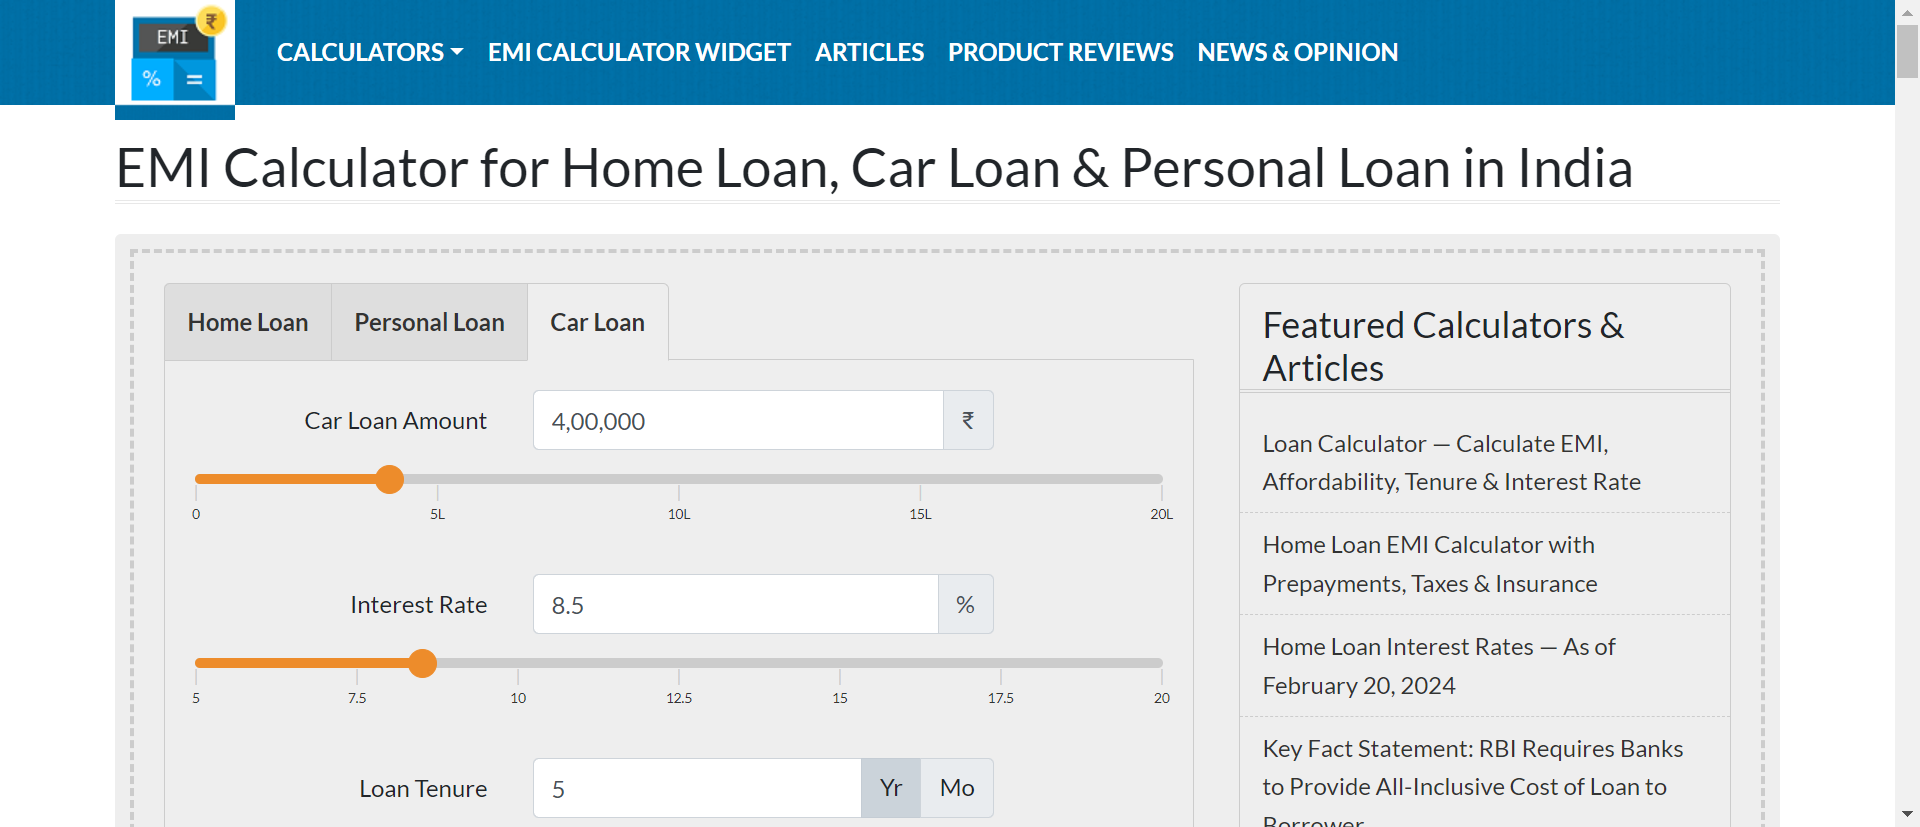 EMI
₹
%
=
CALCULATORS EMI CALCULATOR WIDGET ARTICLES PRODUCT REVIEWS NEWS & OPINION
EMI Calculator for Home Loan, Car Loan & Personal Loan in India
Home Loan Personal Loan Car Loan
Car Loan Amount 4,00,000 ₹
0 5L 10L 15L 20L
Interest Rate 8.5 %
5 7.5 10 12.5 15 17.5 20
Loan Tenure 5 Yr Mo
Featured Calculators &
Articles
Loan Calculator — Calculate EMI,
Affordability, Tenure & Interest Rate
Home Loan EMI Calculator with
Prepayments, Taxes & Insurance
Home Loan Interest Rates — As of
February 20, 2024
Key Fact Statement: RBI Requires Banks
to Provide All-Inclusive Cost of Loan to
Borrower